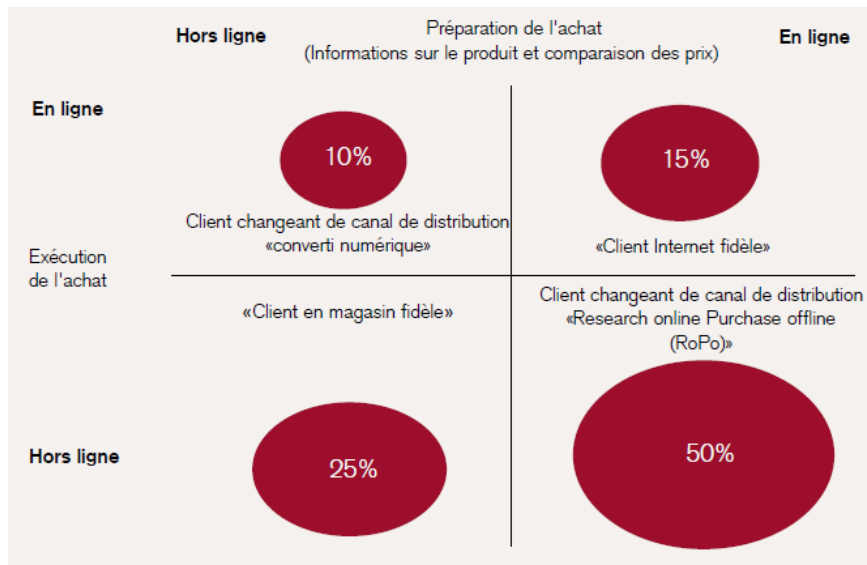 Hors ligne
Préparation de l'achat
(Informations sur le produit et comparaison des prix)
En ligne
En ligne
10%
15%
Client changeant de canal de distribution
«converti numérique»
«Client Internet fidèle»
Exécution
de l'achat
«Client en magasin fidèle»
Client changeant de canal de distribution
«Research online Purchase offline
(RoPo)»
Hors ligne
25%
50%